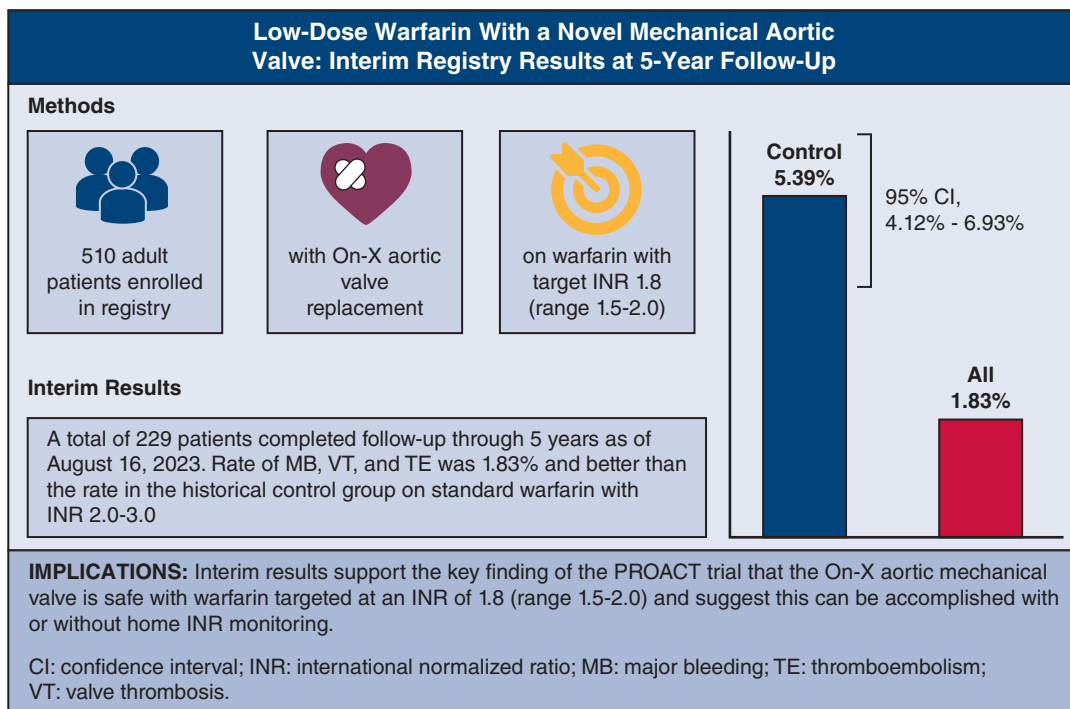 Low-Dose Warfarin With a Novel Mechanical Aortic
Valve: Interim Registry Results at 5-Year Follow-Up
Methods
510 adult
patients enrolled
in registry
with On-X aortic
valve
replacement
on warfarin with
target INR 1.8
(range 1.5-2.0)
Interim Results
A total of 229 patients completed follow-up through 5 years as of
August 16, 2023. Rate of MB, VT, and TE was 1.83% and better than
the rate in the historical control group on standard warfarin with
INR 2.0-3.0
Control
5.39%
95% CI,
4.12% - 6.93%
All
1.83%
IMPLICATIONS: Interim results support the key finding of the PROACT trial that the On-X aortic mechanical
valve is safe with warfarin targeted at an INR of 1.8 (range 1.5-2.0) and suggest this can be accomplished with
or without home INR monitoring.
CI: confidence interval; INR: international normalized ratio; MB: major bleeding; TE: thromboembolism;
VT: valve thrombosis.